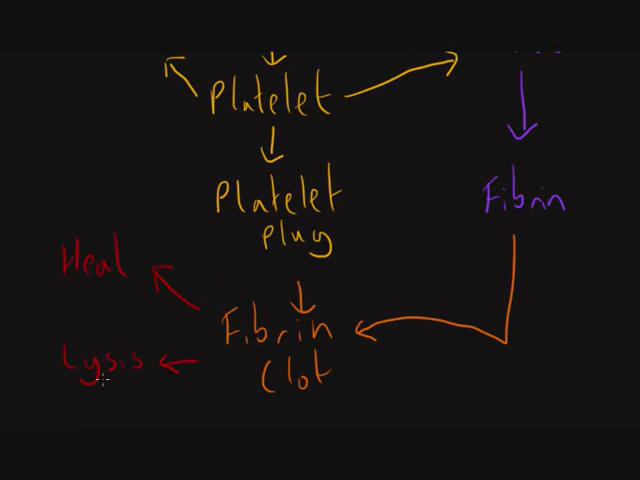 Platelet
Platelet
plug
Fibrin
Heal
Fibrin
Clot
Lysis